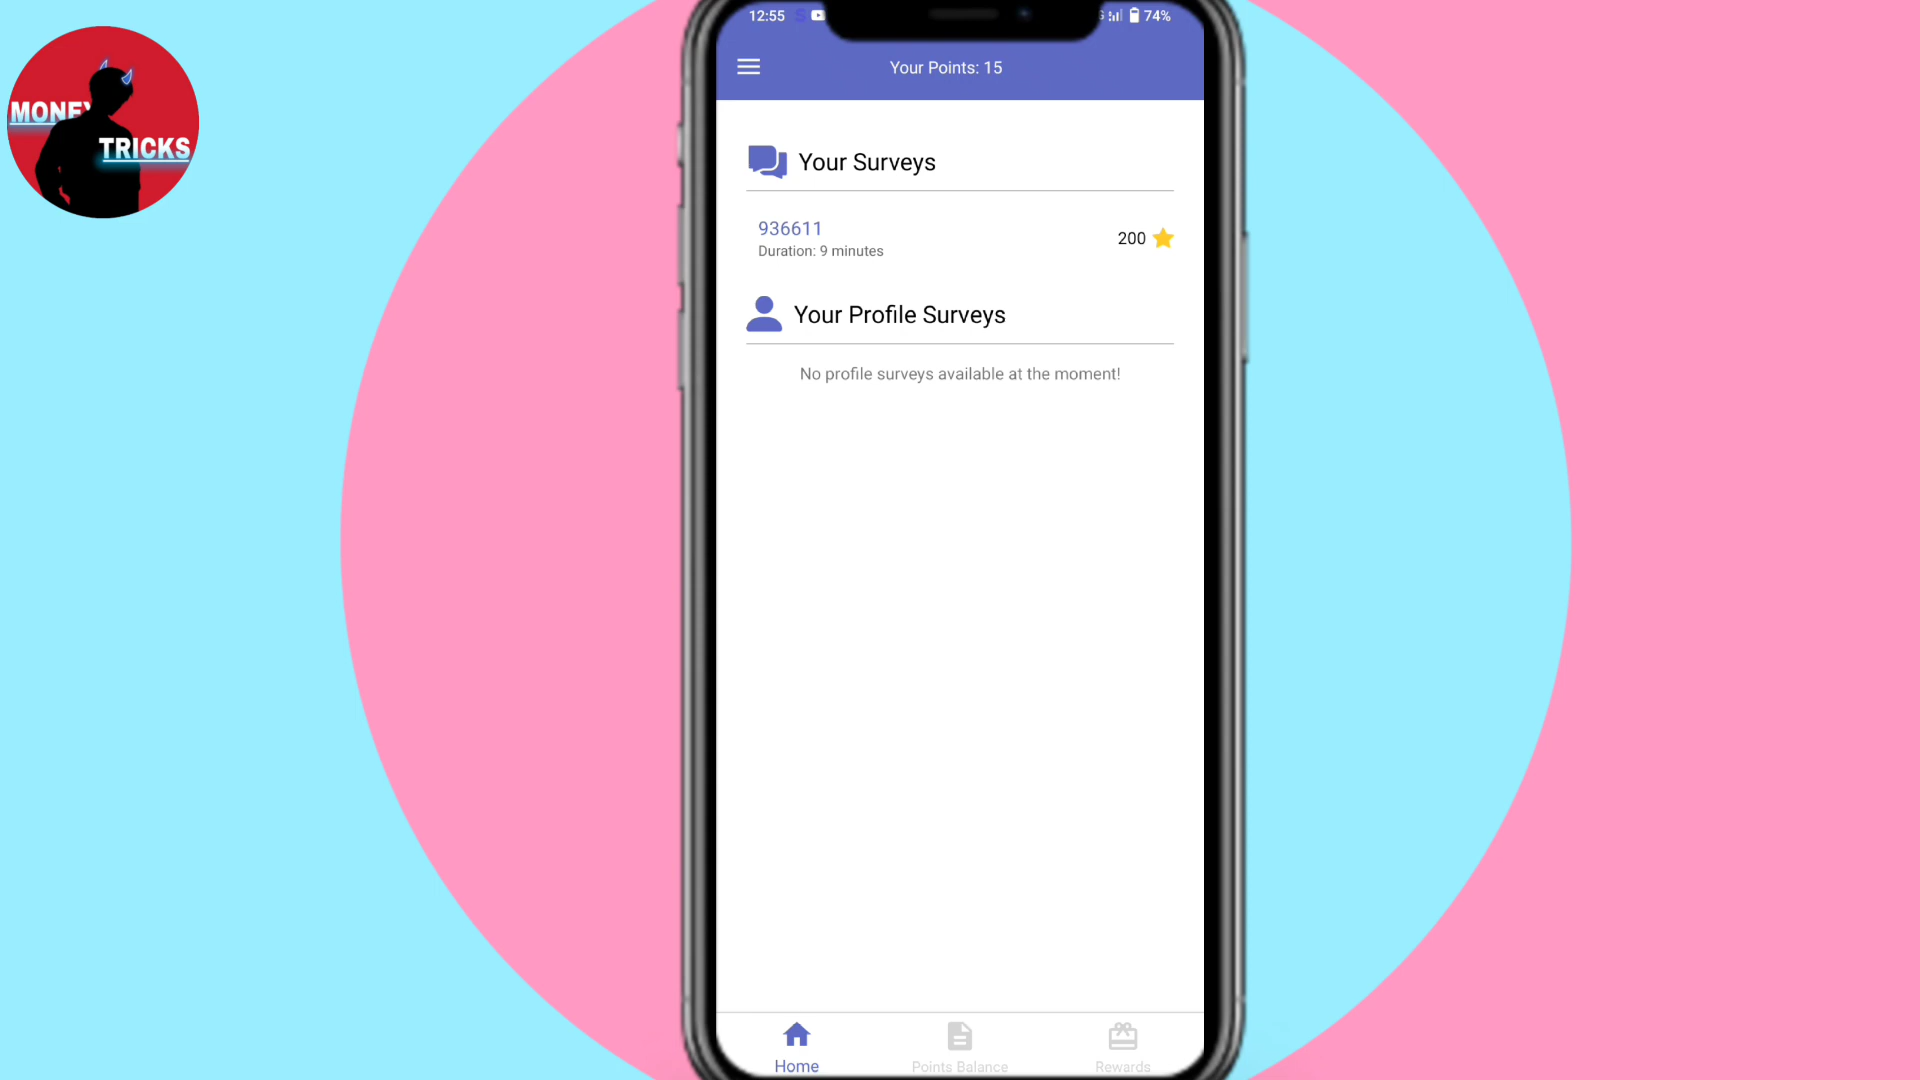 MONEY
TRICKS
12:55
74%
Your Points: 15
Your Surveys
936611
Duration: 9 minutes
200
Your Profile Surveys
No profile surveys available at the moment!
Home
Points Balance
Rewards